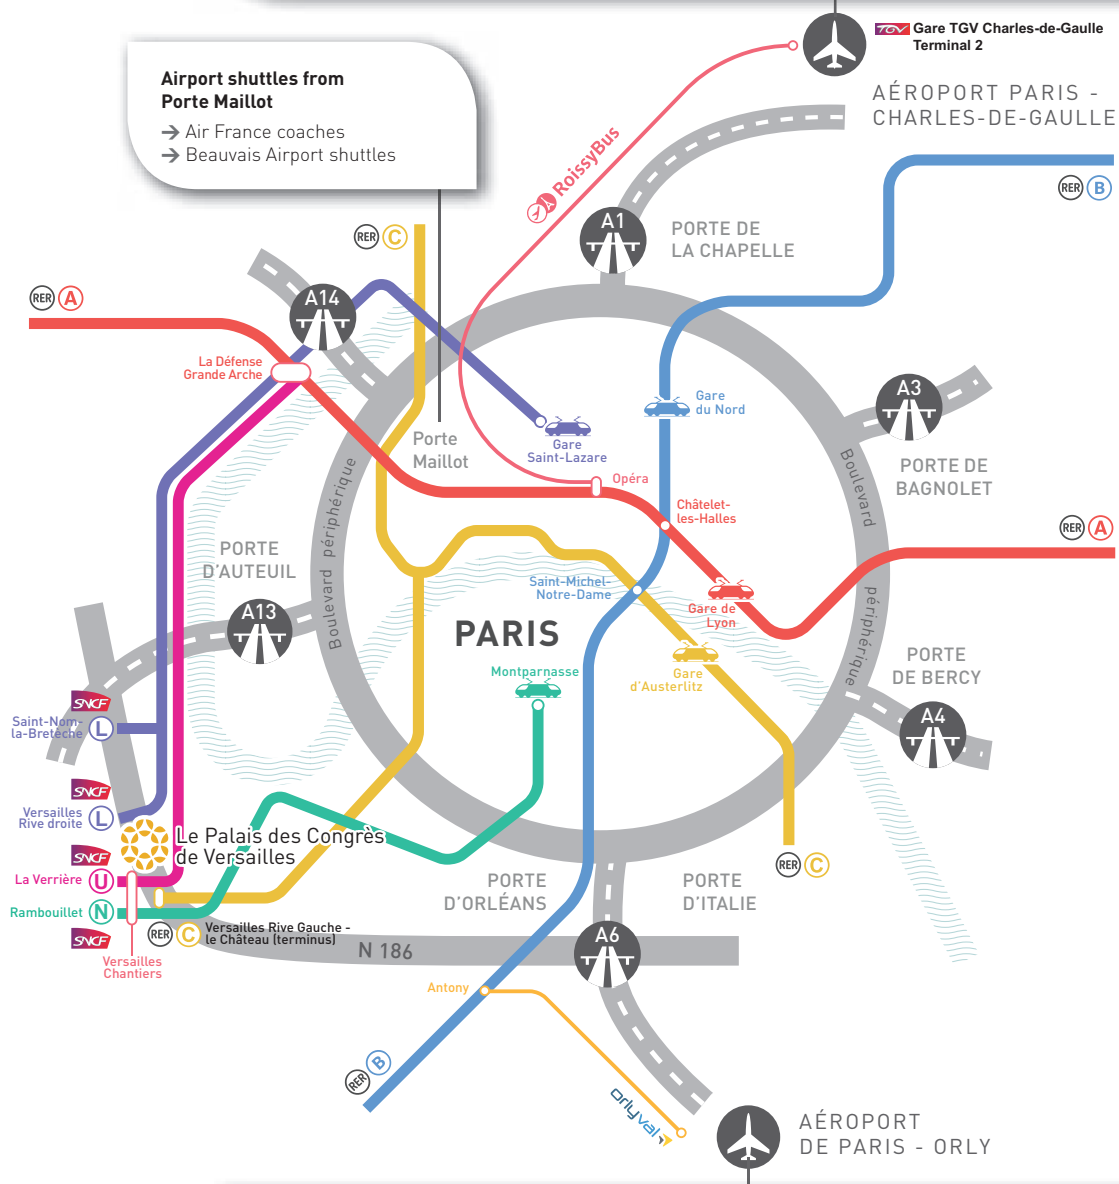 TGV Gare TGV Charles-de-Gaulle
Terminal 2
Airport shuttles from
Porte Maillot
→ Air France coaches
→ Beauvais Airport shuttles
AÉROPORT PARIS -
CHARLES-DE-GAULLE
RoissyBus
RER B
A1
PORTE DE
LA CHAPELLE
RER C
RER A
A14
La Défense
Grande Arche
A3
Gare
du Nord
Porte
Maillot
Gare
Saint-Lazare
PORTE DE
BAGNOLET
Opéra
Boulevard périphérique
Boulevard
périphérique
Châtelet-
les-Halles
RER A
PORTE
D'AUTEUIL
A13
Saint-Michel-
Notre-Dame
Gare de
Lyon
PARIS
Montparnasse
Gare
d'Austerlitz
PORTE
DE BERCY
A4
SNCF
Saint-Nom-
la-Bretèche L
SNCF
Versailles
Rive droite L
Le Palais des Congrès
de Versailles
SNCF
La Verrière U
Rambouillet N
SNCF
RER C Versailles Rive Gauche -
le Château (terminus)
Versailles
Chantiers
RER C
PORTE
D'ORLÉANS
PORTE
D'ITALIE
A6
N 186
Antony
RER B
orlyval
AÉROPORT
DE PARIS - ORLY